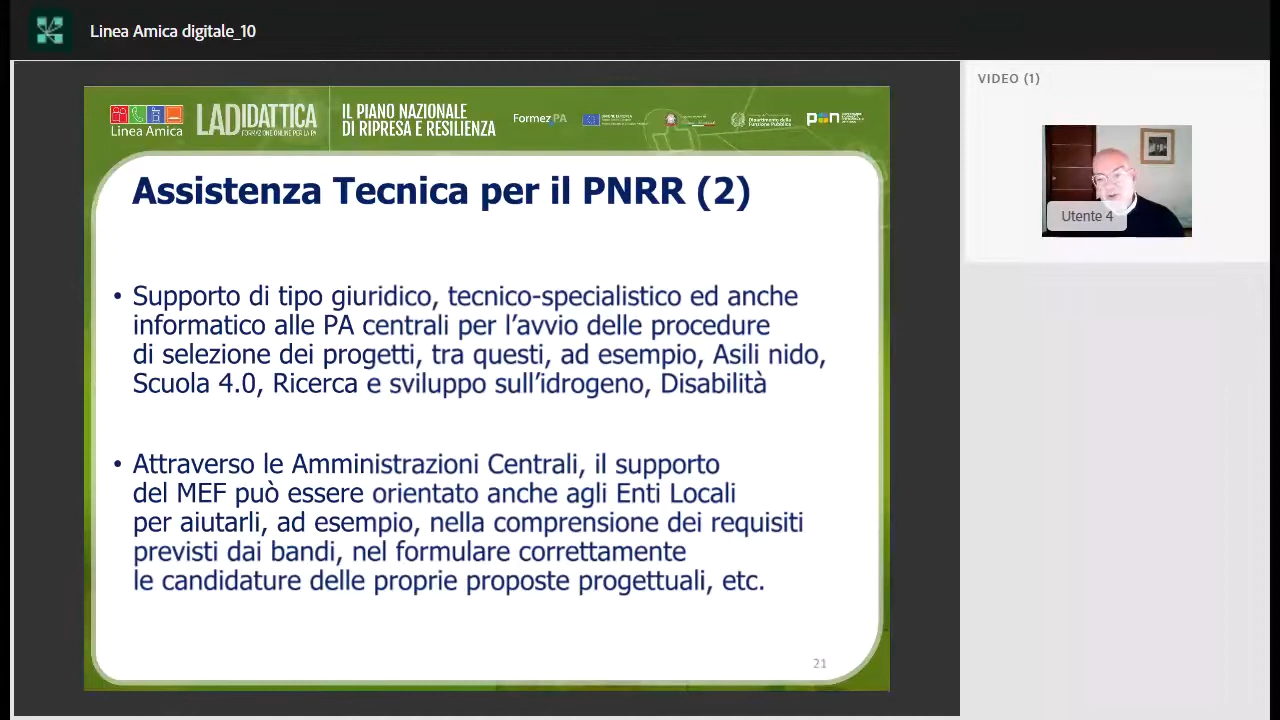 Linea Amica digitale_10
VIDEO (1)
Utente 4
Linea Amica
LADIDATTICA
FORMAZIONE ONLINE PER LA PA
IL PIANO NAZIONALE
DI RIPRESA E RESILIENZA
FormezPA
Dipartimento della
Funzione Pubblica
pon
Assistenza Tecnica per il PNRR (2)
• Supporto di tipo giuridico, tecnico-specialistico ed anche
informatico alle PA centrali per l’avvio delle procedure
di selezione dei progetti, tra questi, ad esempio, Asili nido,
Scuola 4.0, Ricerca e sviluppo sull’idrogeno, Disabilità
• Attraverso le Amministrazioni Centrali, il supporto
del MEF può essere orientato anche agli Enti Locali
per aiutarli, ad esempio, nella comprensione dei requisiti
previsti dai bandi, nel formulare correttamente
le candidature delle proprie proposte progettuali, etc.
21